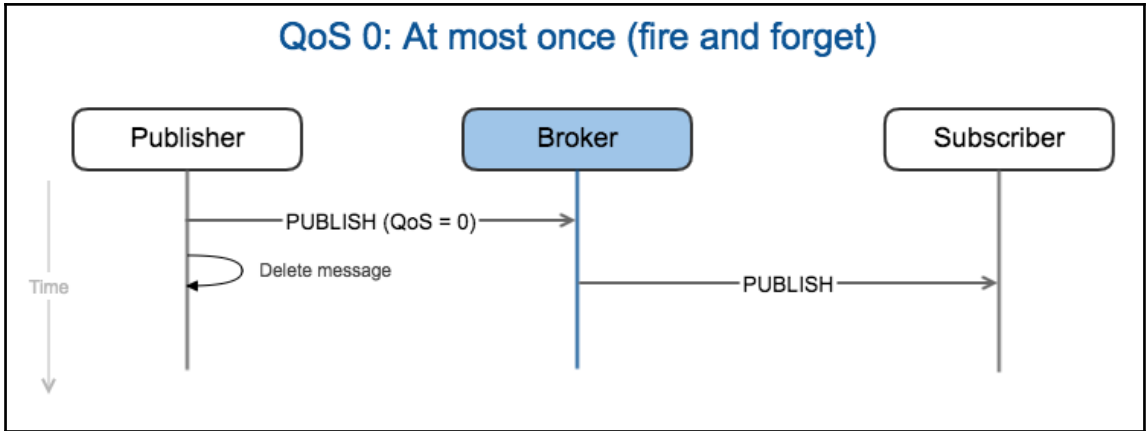 QoS 0: At most once (fire and forget)
Publisher
Broker
Subscriber
PUBLISH (QoS = 0)
Delete message
Time
PUBLISH